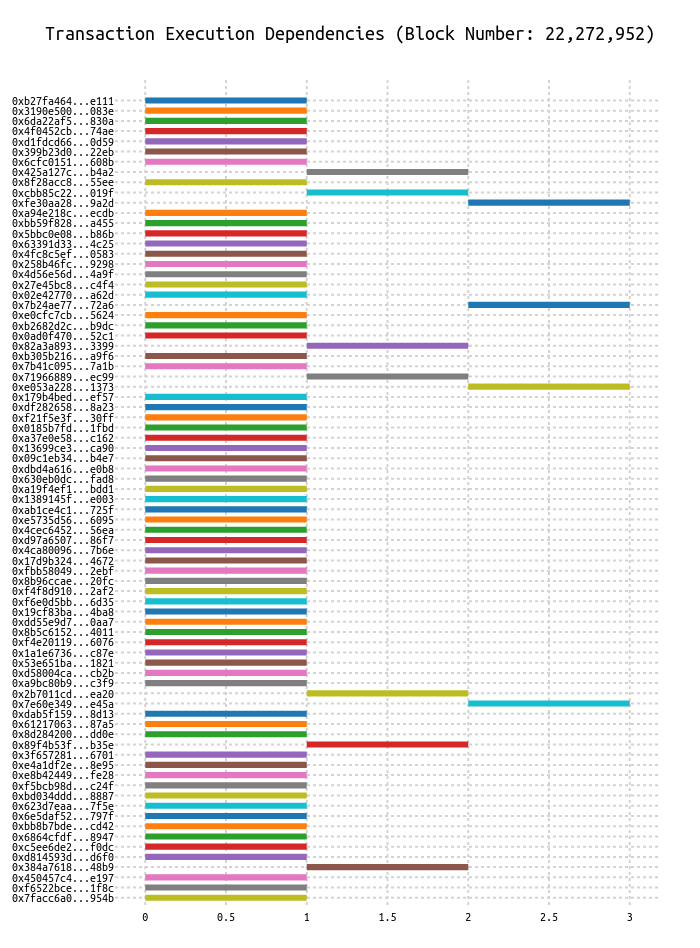 Transaction Execution Dependencies (Block Number: 22,272,952)
0xb27fa464...e111
0x3190e500...083e
0x6da22af5...830a
0x4f0452cb...74ae
0xd1fdcd66...0d59
0x399b23d0...22eb
0x6cfc0151...608b
0x425a127c...b4a2
0x8f28acc8...55ee
0xcbb85c22...019f
0xfe30aa28...9a2d
0xa94e218c...ecdb
0xbb59f828...a455
0x5bbc0e08...b86b
0x63391d33...4c25
0x4fc8c5ef...0583
0x258b46fc...9298
0x4d56e56d...4a9f
0x27e45bc8...c4f4
0x02e42770...a62d
0x7b24ae77...72a6
0xe0cfc7cb...5624
0xb2682d2c...b9dc
0x0ad0f470...52c1
0x82a3a893...3399
0xb305b216...a9f6
0x7b41c095...7a1b
0x71966889...ec99
0xe053a228...1373
0x179b4bed...ef57
0xdf282658...8a23
0xf21f5e3f...30ff
0x0185b7fd...1fbd
0xa37e0e58...c162
0x13699ce3...ca90
0x09c1eb34...b4e7
0xdbd4a616...e0b8
0x630eb0dc...fad8
0xa19f4ef1...bdd1
0x1389145f...e003
0xab1ce4c1...725f
0xe5735d56...6095
0x4cec6452...56ea
0xd97a6507...86f7
0x4ca80096...7b6e
0x17d9b324...4672
0xfbb58049...2ebf
0x8b96ccae...20fc
0xf4f8d910...2af2
0xf6e0d5bb...6d35
0x19cf83ba...4ba8
0xdd55e9d7...0aa7
0x8b5c6152...4011
0xf4e20119...6076
0x1a1e6736...c87e
0x53e651ba...1821
0xd58004ca...cb2b
0xa9bc80b9...c3f9
0x2b7011cd...ea20
0x7e60e349...e45a
0xdab5f159...8d13
0x61217063...87a5
0x8d284200...dd0e
0x89f4b53f...b35e
0x3f657281...6701
0xe4a1df2e...8e95
0xe8b42449...fe28
0xf5bcb98d...c24f
0xbd034ddd...8887
0x623d7eaa...7f5e
0x6e5daf52...797f
0xbb8b7bde...cd42
0x6864cfdf...8947
0xc5ee6de2...f0dc
0xd814593d...d6f0
0x384a7618...48b9
0x450457c4...e197
0xf6522bce...1f8c
0x7facc6a0...954b
0 0.5 1 1.5 2 2.5 3